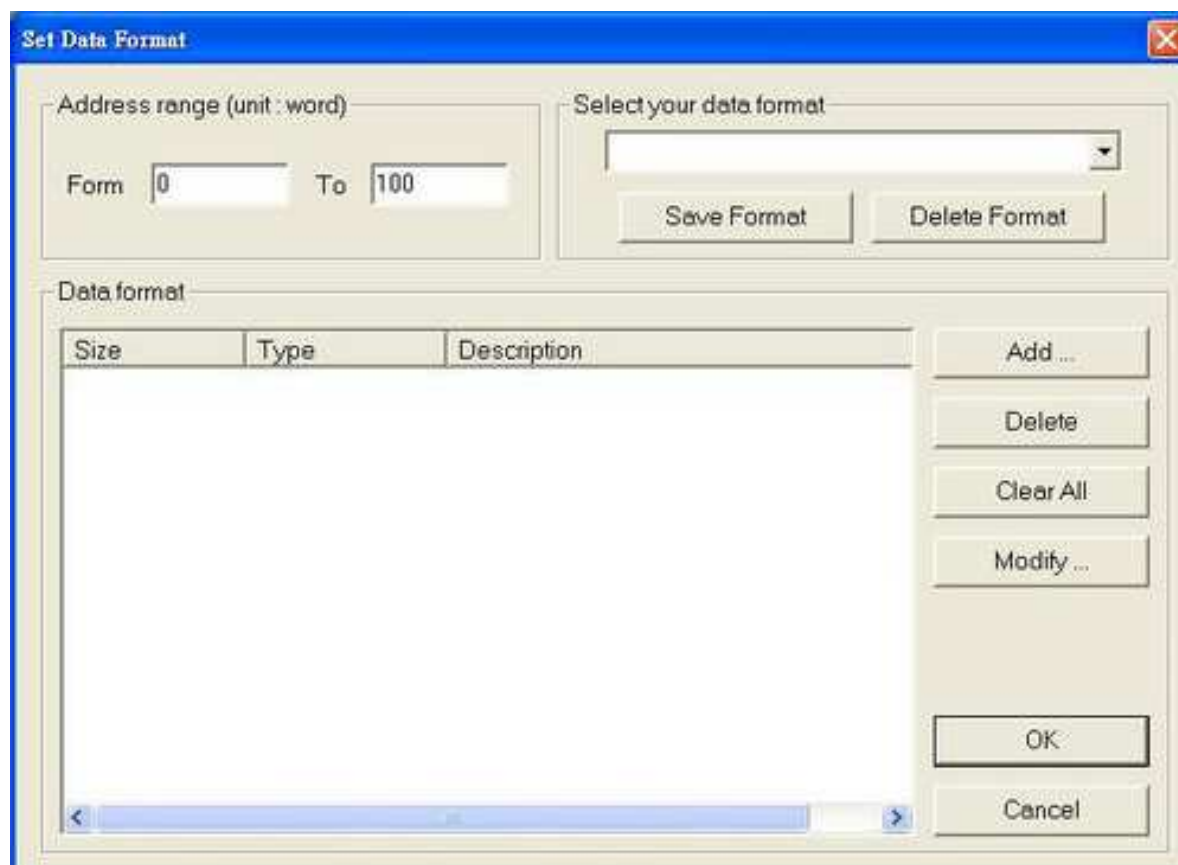 Set Data Format
Address range (unit : word)
Form 0 To 100
Select your data format
Save Format Delete Format
Data format
Size Type Description
Add ...
Delete
Clear All
Modify ...
OK
Cancel